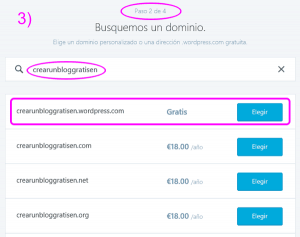 3)
Paso 2 de 4
Busquemos un dominio.
Elige un dominio personalizado o una dirección .wordpress.com gratuita.
crearunbloggratisen
crearunbloggratisen.wordpress.com Gratis Elegir
crearunbloggratisen.com €18.00 /año Elegir
crearunbloggratisen.net €18.00 /año Elegir
crearunbloggratisen.org €18.00 /año Elegir